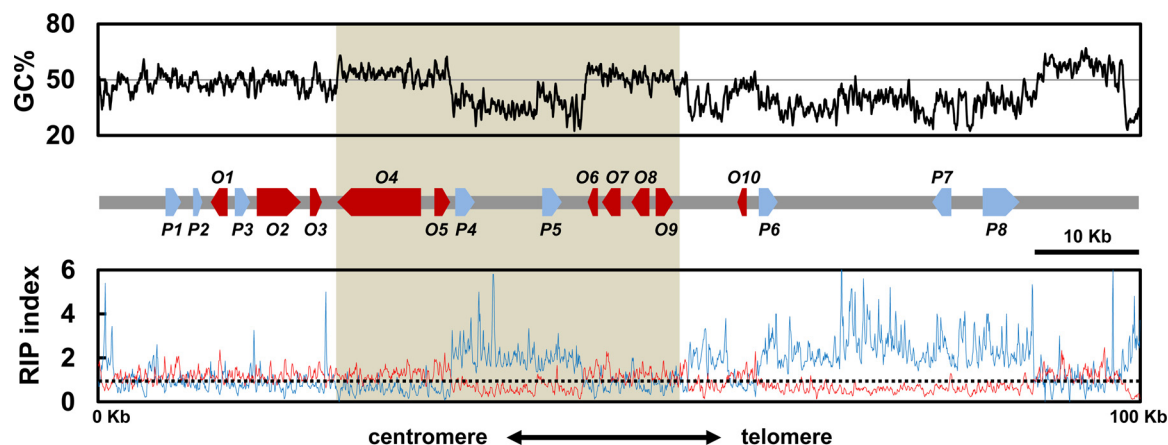 80
GC%
50
20
O1 O4 O6 O7 O8 O10 P7
P1 P2 P3 O2 O3 O5 P4 P5 O9 P6 P8
10 Kb
6
RIP index
4
2
0
0 Kb 100 Kb
centromere telomere